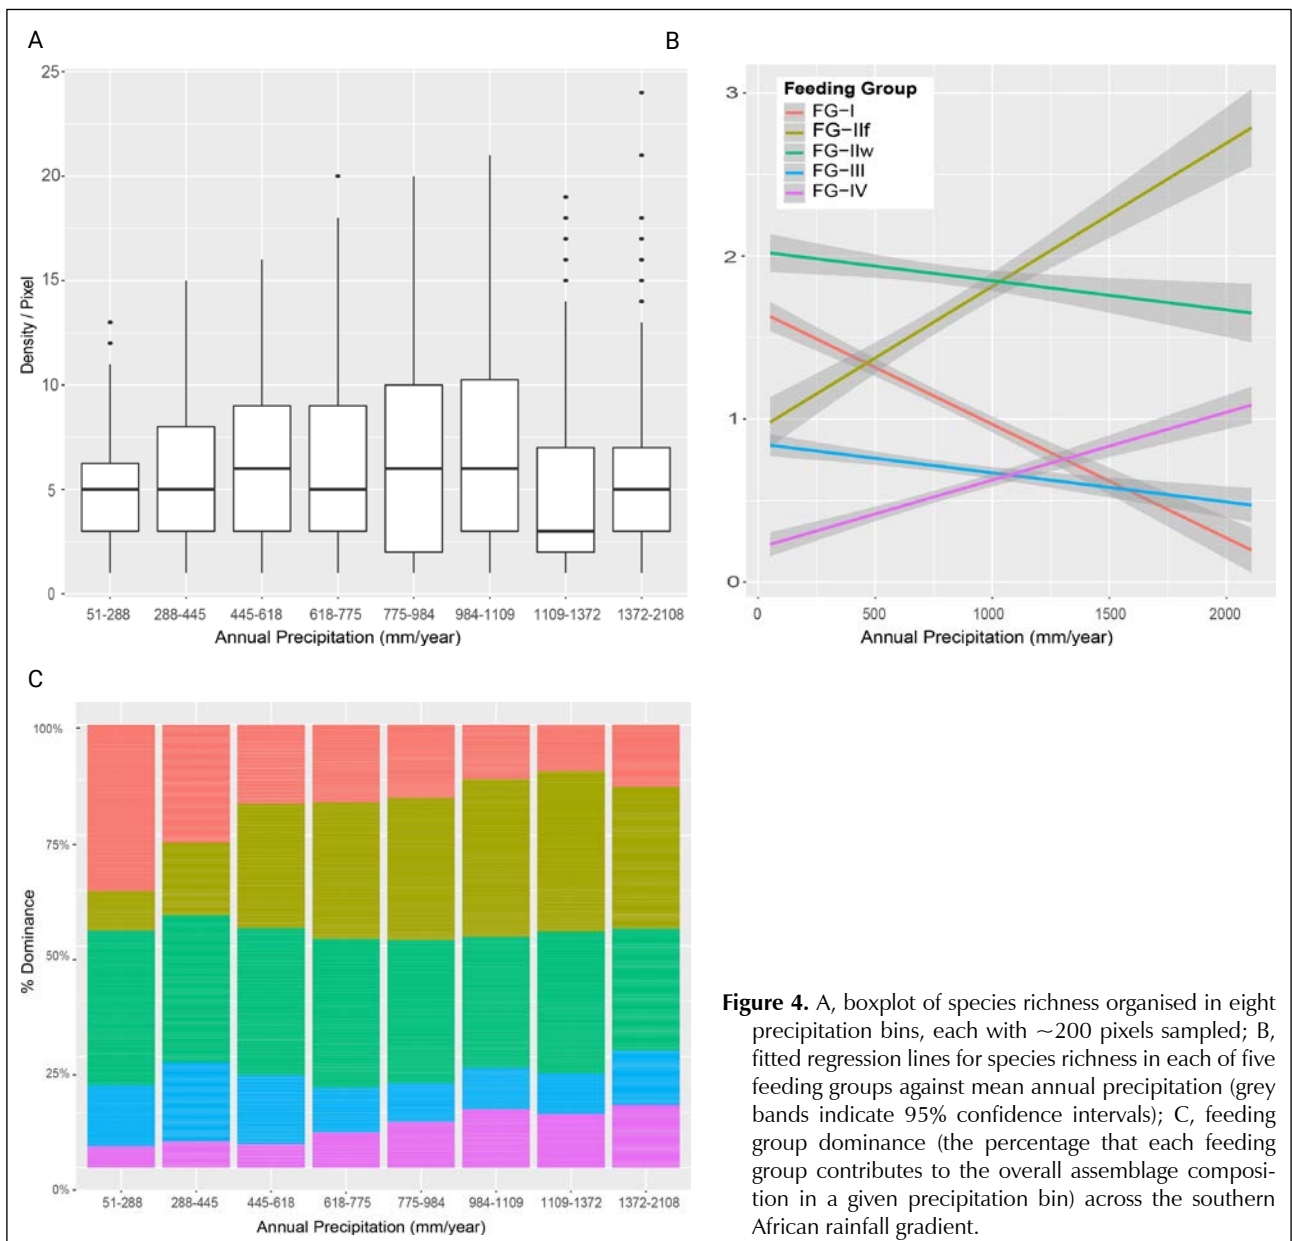 A
25
20
15
10
5
0
Density / Pixel
51-288 288-445 445-618 618-775 775-984 984-1109 1109-1372 1372-2108
Annual Precipitation (mm/year)
B
Feeding Group
FG-I
FG-IIf
FG-IIw
FG-III
FG-IV
3
2
1
0
0 500 1000 1500 2000
Annual Precipitation (mm/year)
C
100%
75%
50%
25%
0%
% Dominance
51-288 288-445 445-618 618-775 775-984 984-1109 1109-1372 1372-2108
Annual Precipitation (mm/year)
Figure 4. A, boxplot of species richness organised in eight
precipitation bins, each with ~200 pixels sampled; B,
fitted regression lines for species richness in each of five
feeding groups against mean annual precipitation (grey
bands indicate 95% confidence intervals); C, feeding
group dominance (the percentage that each feeding
group contributes to the overall assemblage composi-
tion in a given precipitation bin) across the southern
African rainfall gradient.